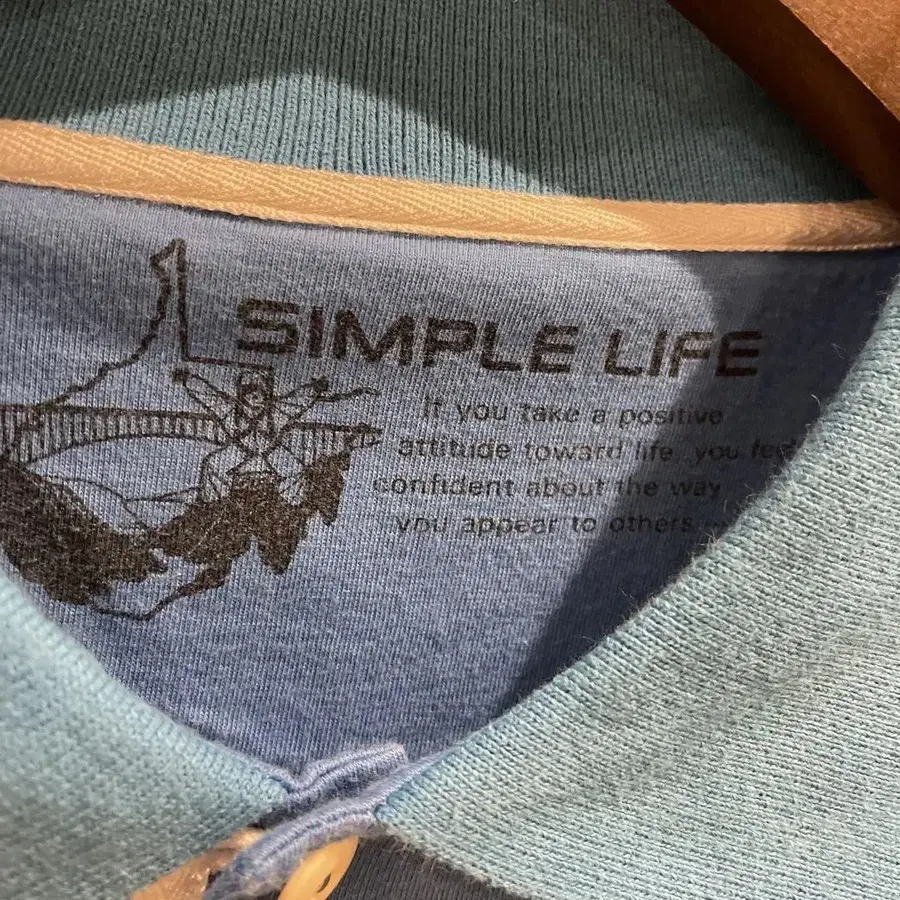 SIMPLE LIFE
If you take a positive
attitude toward life, you feel
confident about the way
you appear to others